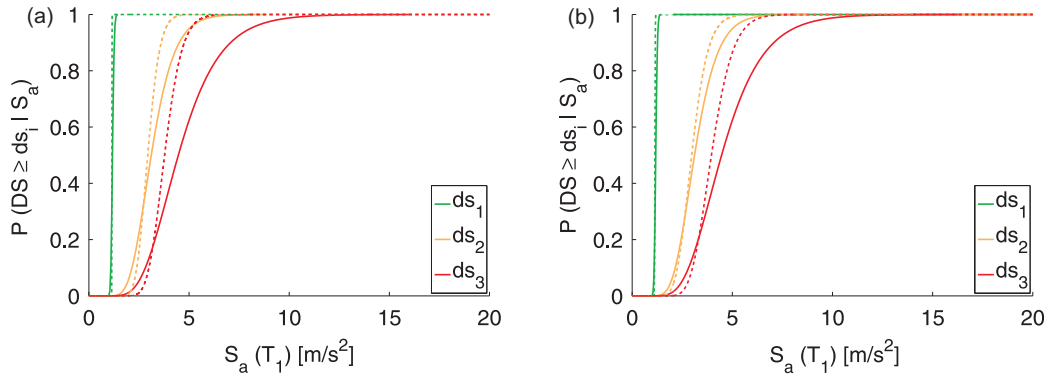 (a)
P (DS ≥ ds_i | S_a)
1
0.8
0.6
0.4
0.2
0
0 5 10 15 20
S_a (T_1) [m/s^2]
ds_1
ds_2
ds_3
(b)
P (DS ≥ ds_i | S_a)
1
0.8
0.6
0.4
0.2
0
0 5 10 15 20
S_a (T_1) [m/s^2]
ds_1
ds_2
ds_3